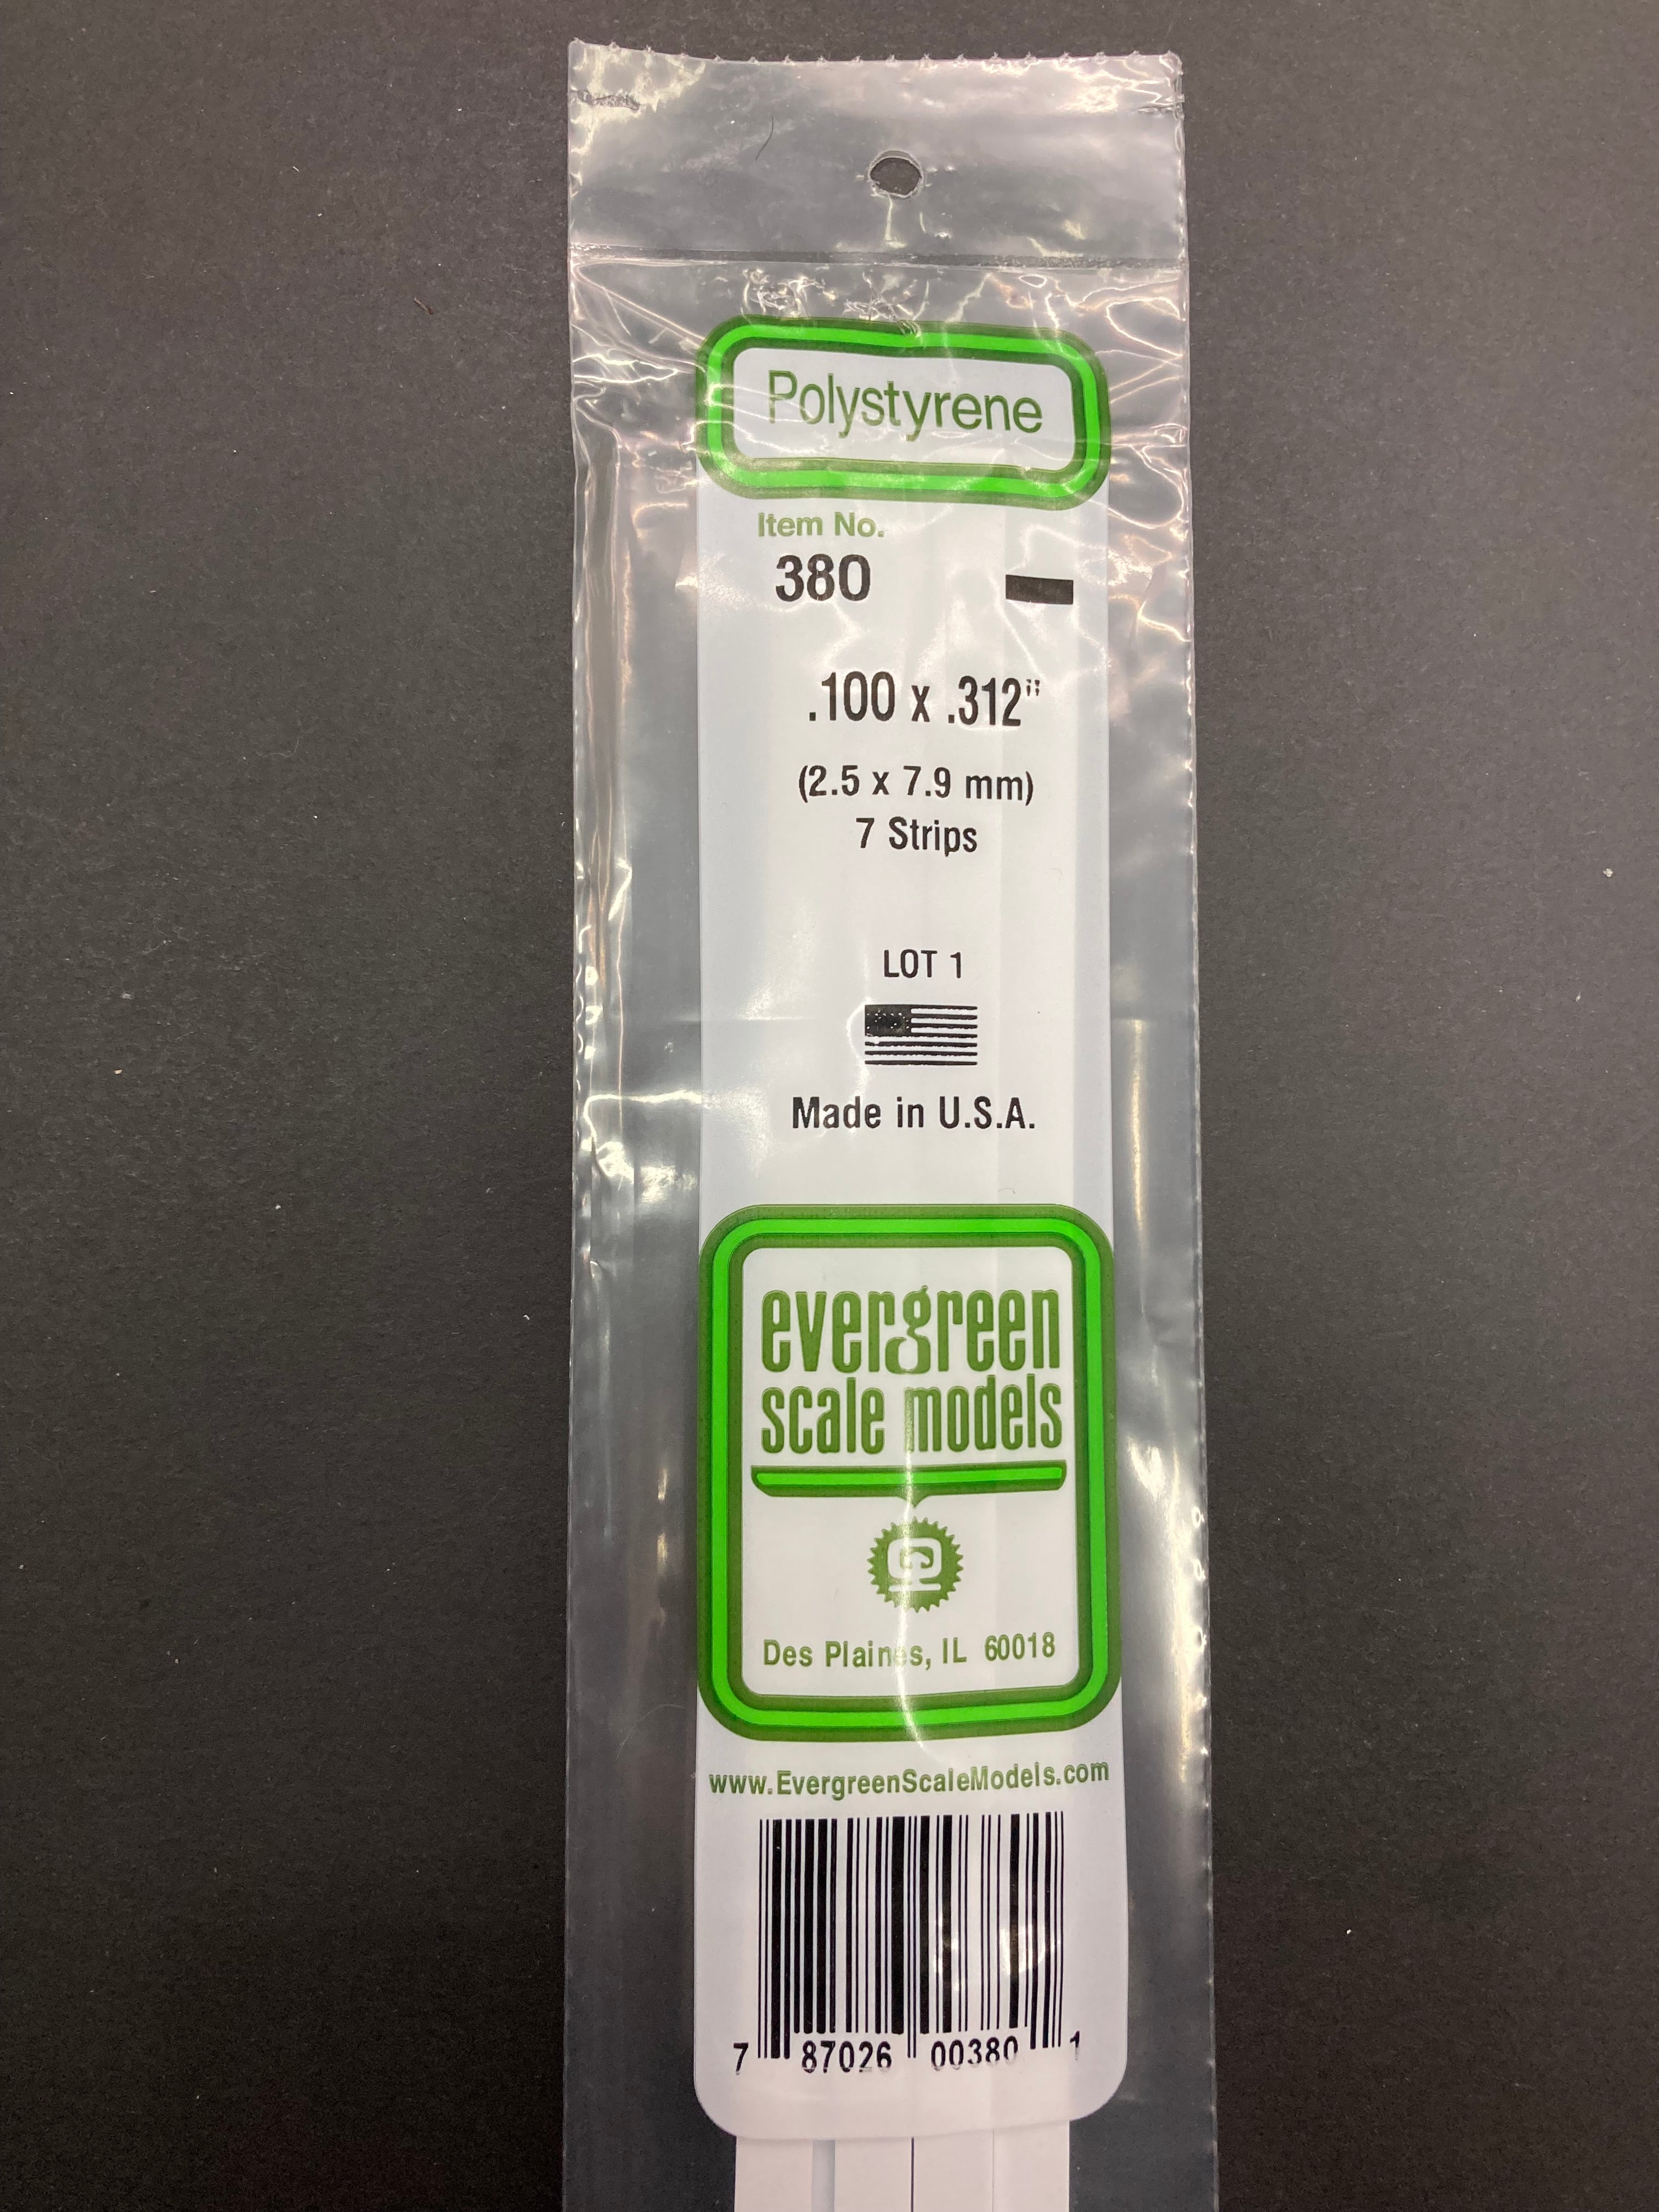 Polystyrene
Item No.
380
.100 x .312"
(2.5 x 7.9 mm)
7 Strips
LOT 1
Made in U.S.A.
evergreen
scale models
Des Plaines, IL 60018
www.EvergreenScaleModels.com
7 87026 00380 1